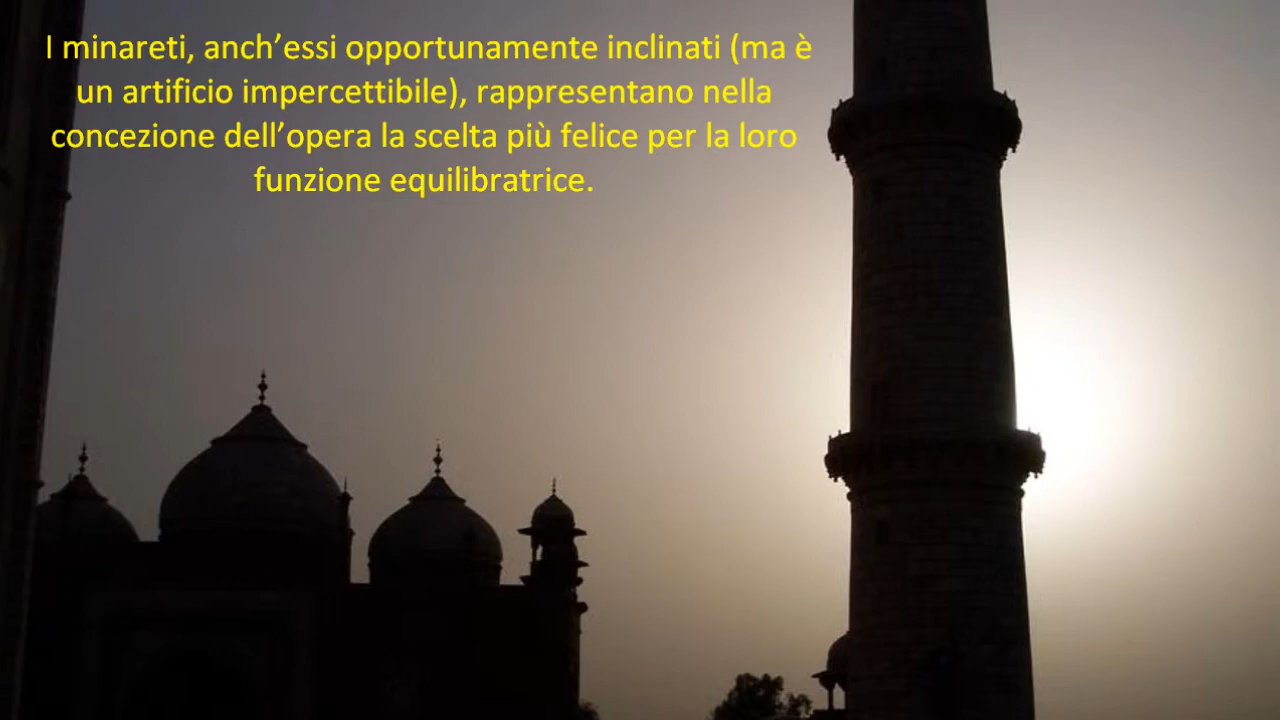 I minareti, anch’essi opportunamente inclinati (ma è
un artificio impercettibile), rappresentano nella
concezione dell’opera la scelta più felice per la loro
funzione equilibratrice.